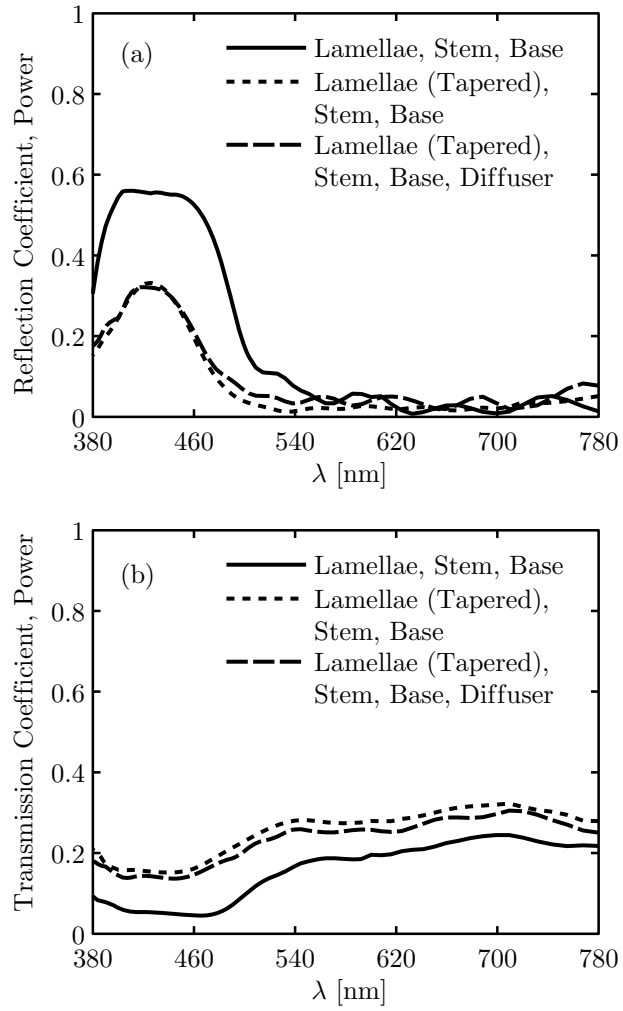 (a)
Lamellae, Stem, Base
Lamellae (Tapered),
Stem, Base
Lamellae (Tapered),
Stem, Base, Diffuser
Reflection Coefficient, Power
1
0.8
0.6
0.4
0.2
0
380 460 540 620 700 780
λ [nm]
(b)
Lamellae, Stem, Base
Lamellae (Tapered),
Stem, Base
Lamellae (Tapered),
Stem, Base, Diffuser
Transmission Coefficient, Power
1
0.8
0.6
0.4
0.2
0
380 460 540 620 700 780
λ [nm]